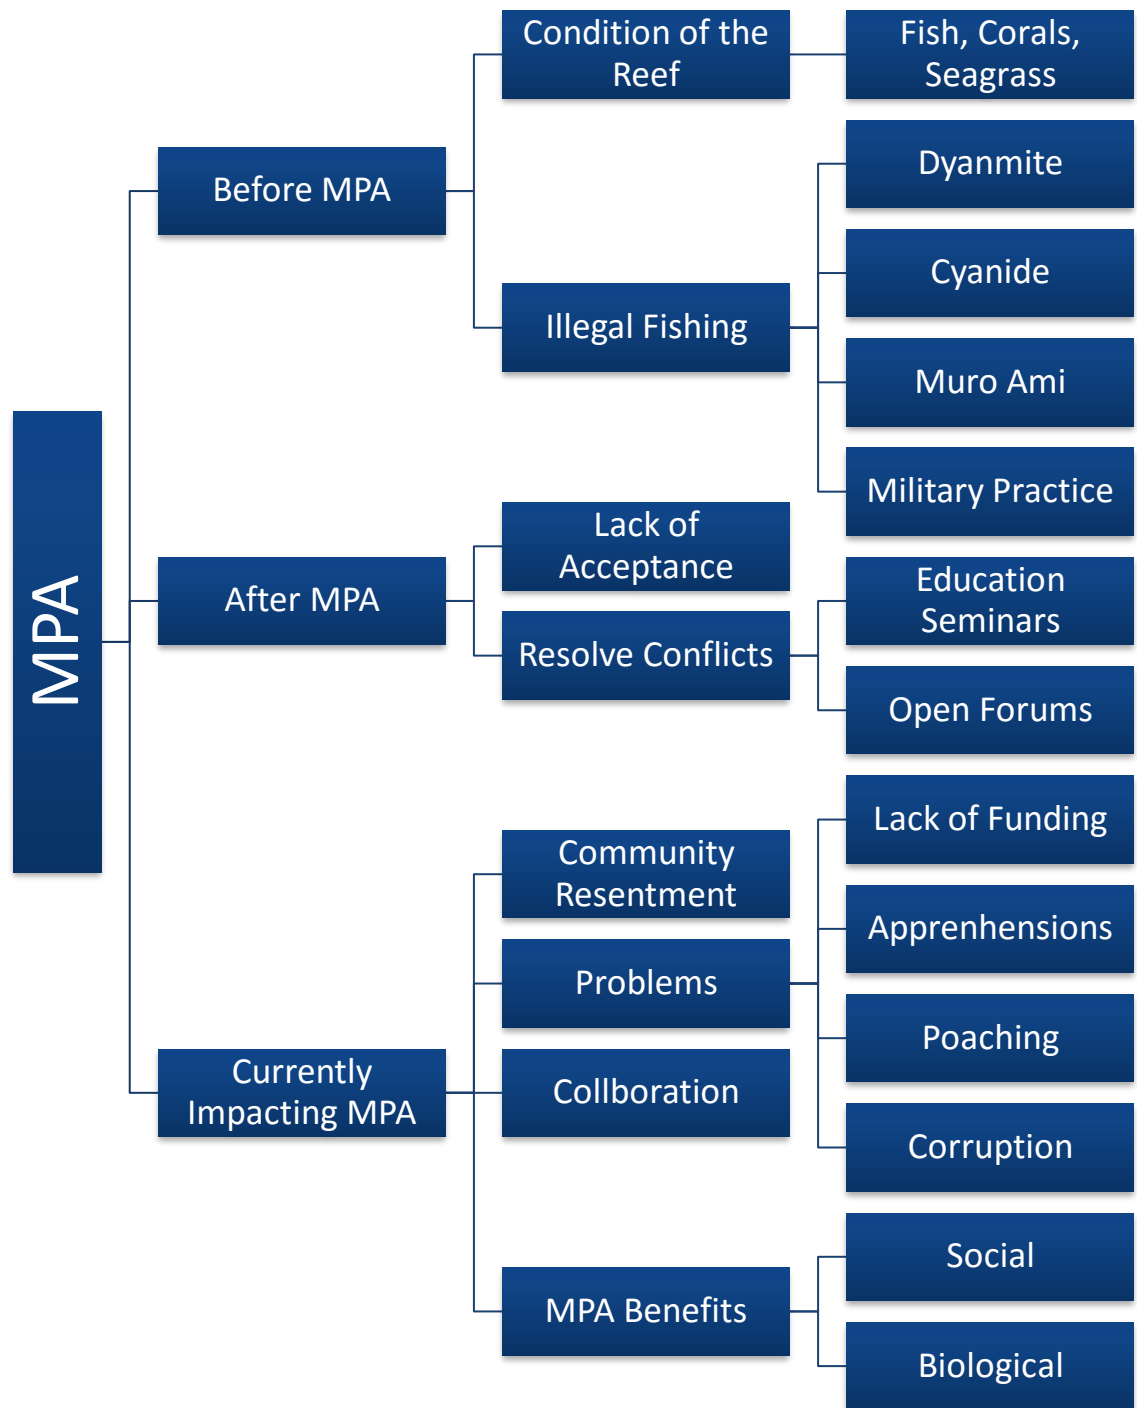 MPA
Before MPA
Condition of the
Reef
Fish, Corals,
Seagrass
Illegal Fishing
Dyanmite
Cyanide
Muro Ami
Military Practice
After MPA
Lack of
Acceptance
Resolve Conflicts
Education
Seminars
Open Forums
Currently
Impacting MPA
Community
Resentment
Problems
Lack of Funding
Apprenhensions
Poaching
Corruption
Collboration
MPA Benefits
Social
Biological